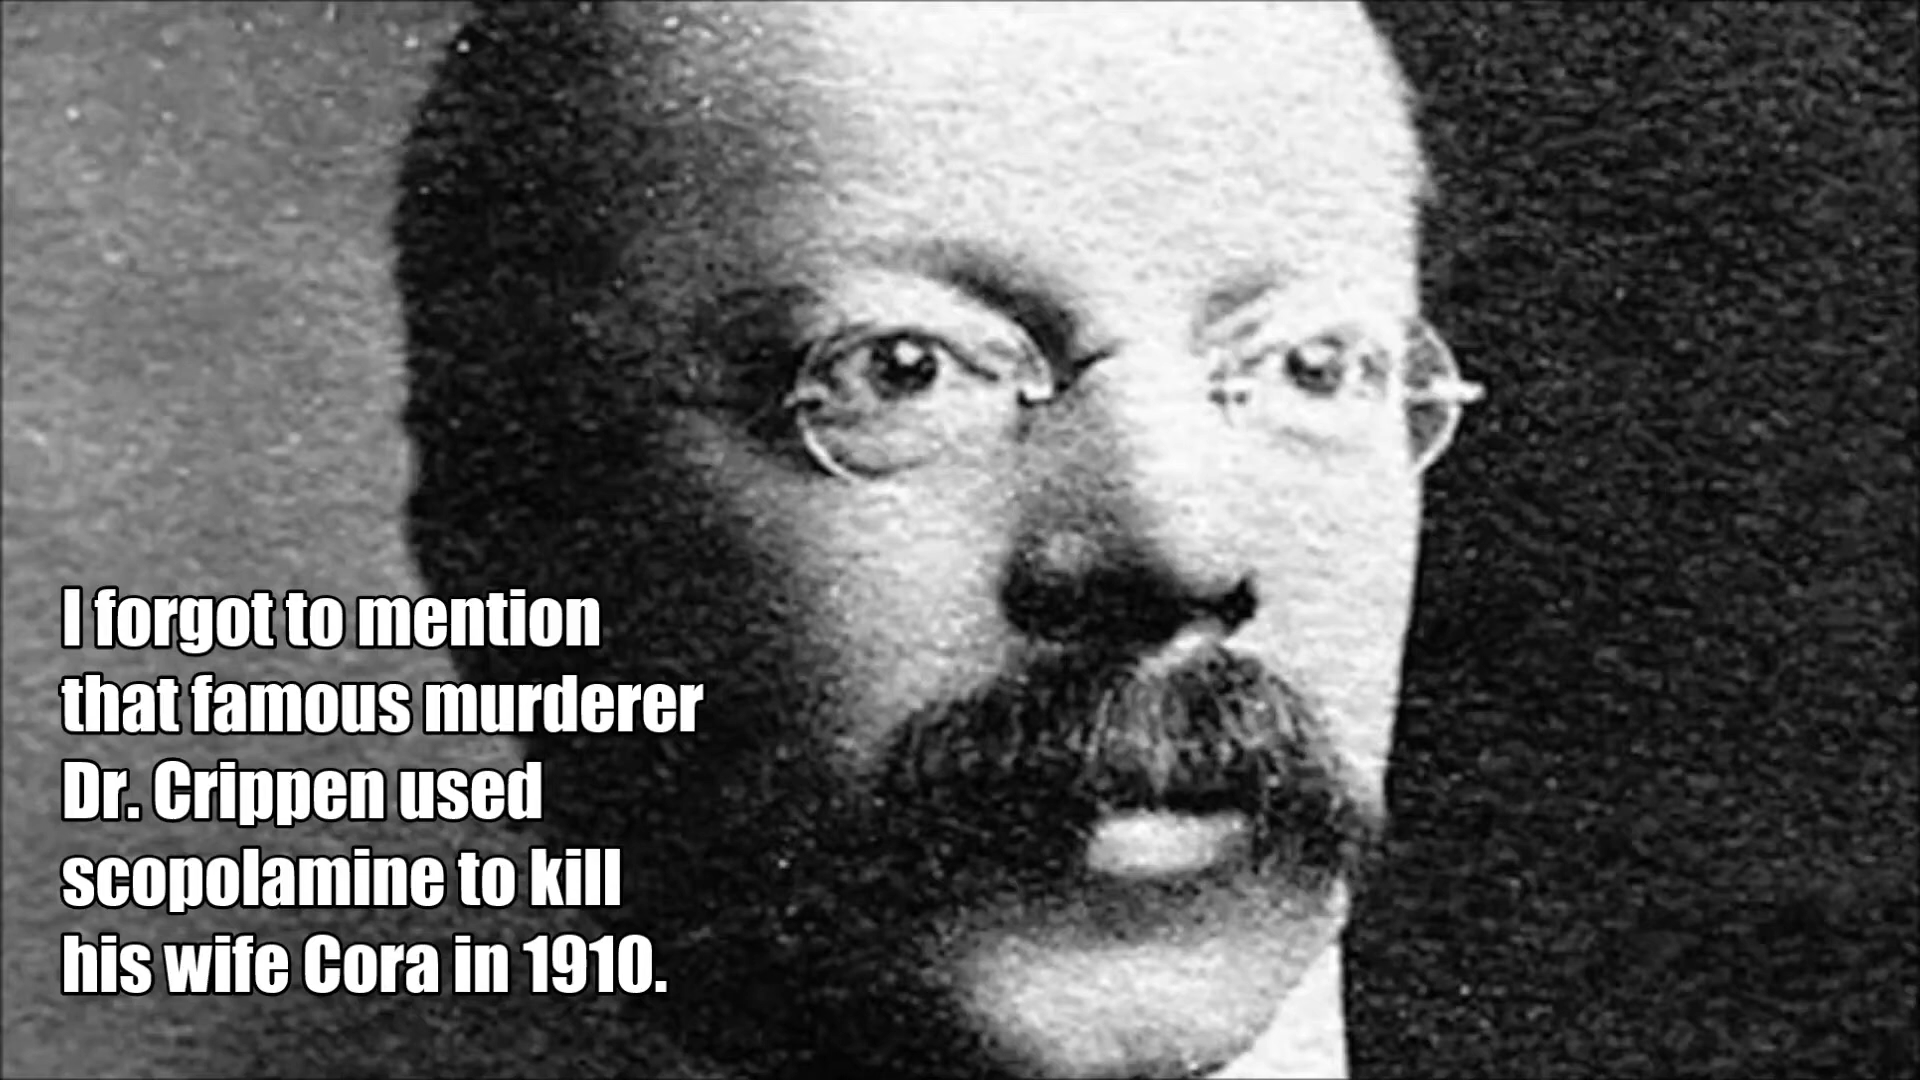 I forgot to mention
that famous murderer
Dr. Crippen used
scopolamine to kill
his wife Cora in 1910.